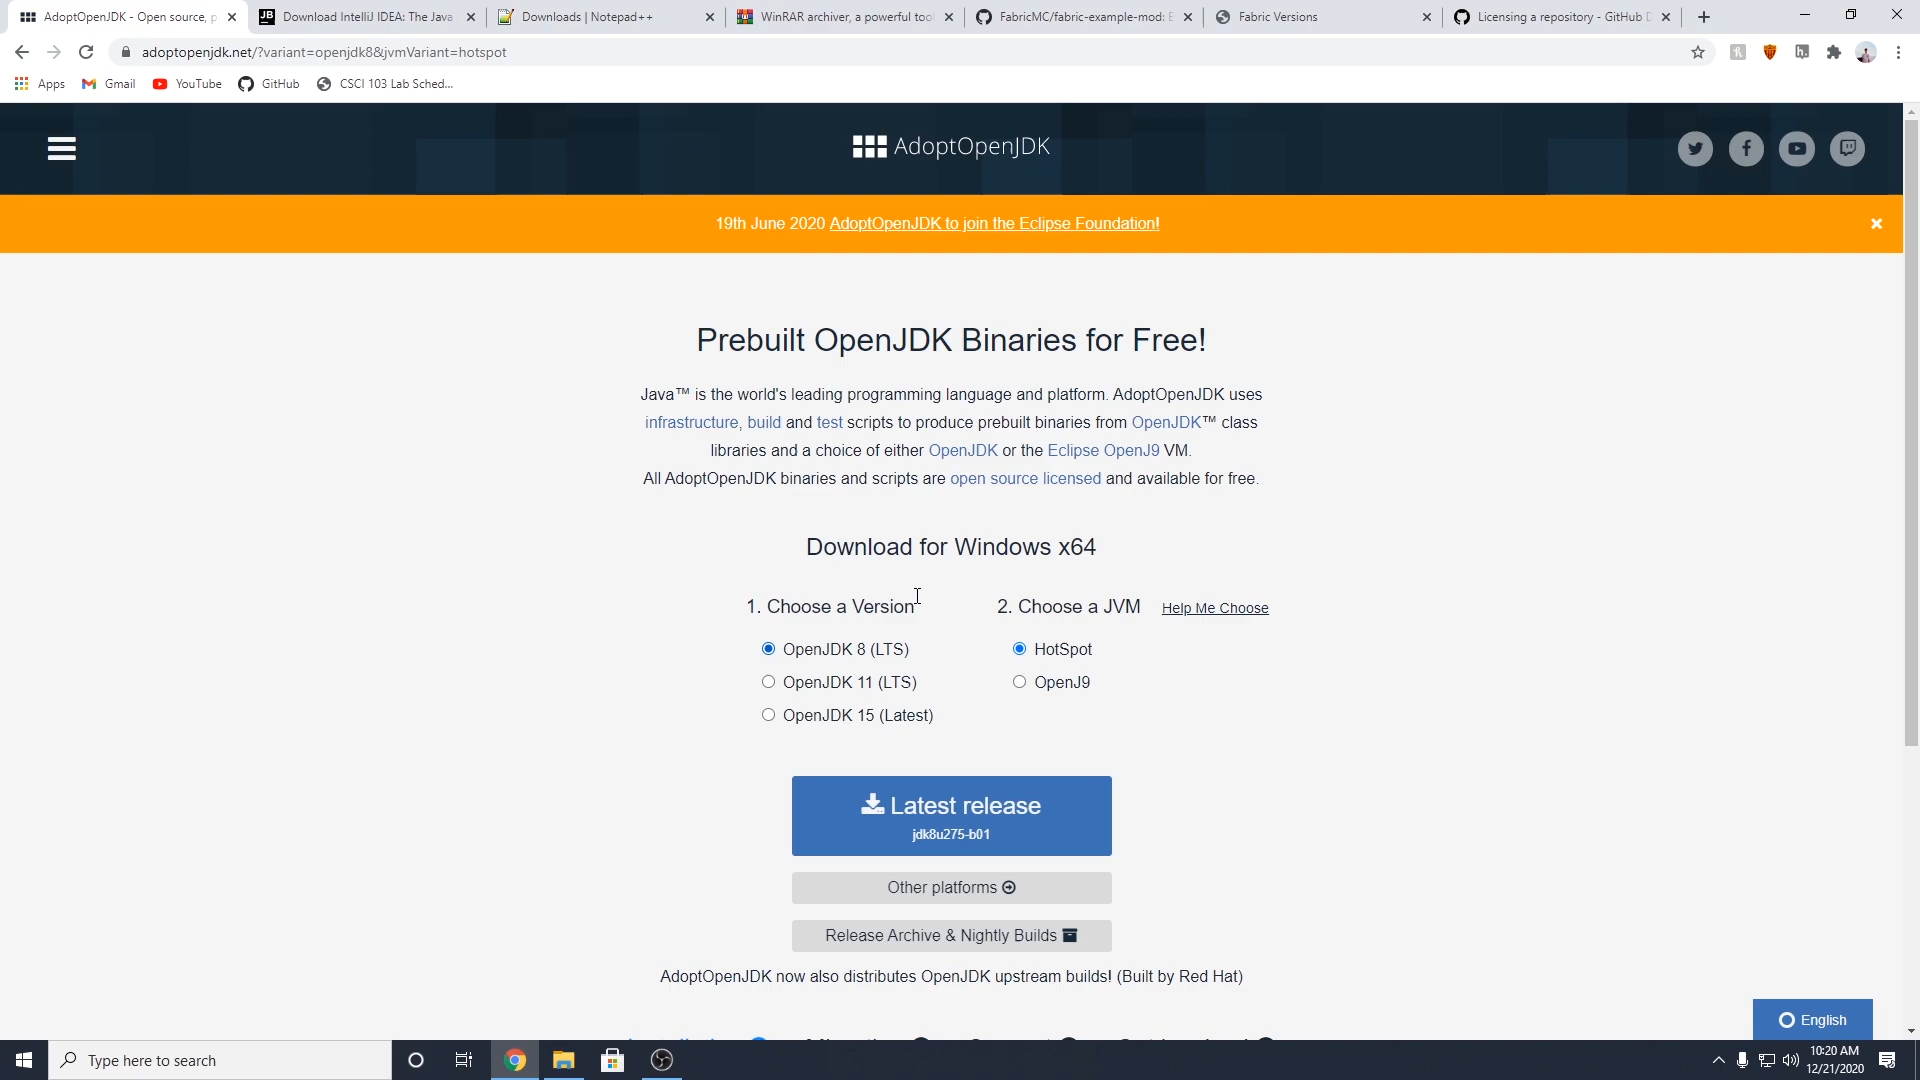 AdoptOpenJDK - Open source, p
JB
Download IntelliJ IDEA: The Java
Downloads | Notepad++
WinRAR archiver, a powerful tool
FabricMC/fabric-example-mod: E
Fabric Versions
Licensing a repository - GitHub D
adoptopenjdk.net/?variant=openjdk8&jvmVariant=hotspot
Apps
Gmail
YouTube
GitHub
CSCI 103 Lab Sched...
AdoptOpenJDK
19th June 2020 AdoptOpenJDK to join the Eclipse Foundation!
Prebuilt OpenJDK Binaries for Free!
Java™ is the world's leading programming language and platform. AdoptOpenJDK uses
infrastructure, build and test scripts to produce prebuilt binaries from OpenJDK™ class
libraries and a choice of either OpenJDK or the Eclipse OpenJ9 VM.
All AdoptOpenJDK binaries and scripts are open source licensed and available for free.
Download for Windows x64
1. Choose a Version
2. Choose a JVM
Help Me Choose
OpenJDK 8 (LTS)
HotSpot
OpenJDK 11 (LTS)
OpenJ9
OpenJDK 15 (Latest)
Latest release
jdk8u275-b01
Other platforms
Release Archive & Nightly Builds
AdoptOpenJDK now also distributes OpenJDK upstream builds! (Built by Red Hat)
English
Type here to search
10:20 AM
12/21/2020